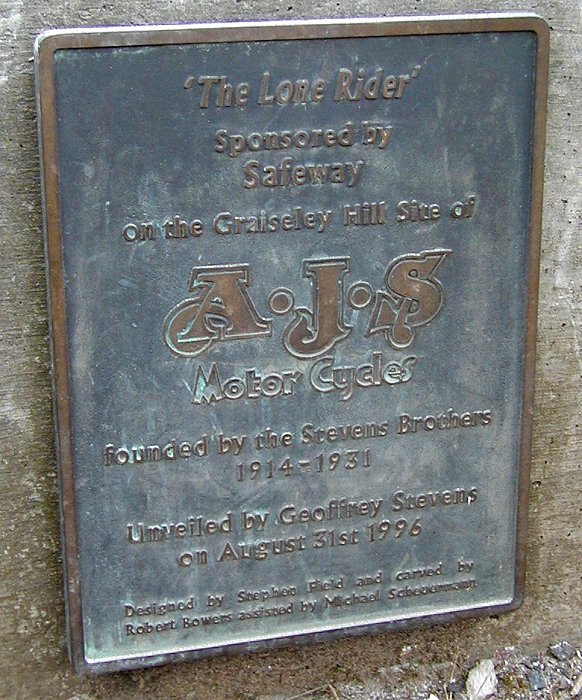 'The Lone Rider'
Sponsored by
Safeway
on the Graiseley Hill Site of
A·J·S
Motor Cycles
founded by the Stevens Brothers
1914-1931
Unveiled by Geoffrey Stevens
on August 31st 1996
Designed by Stephen Field and carved by
Robert Bowers assisted by Michael Scheuermann